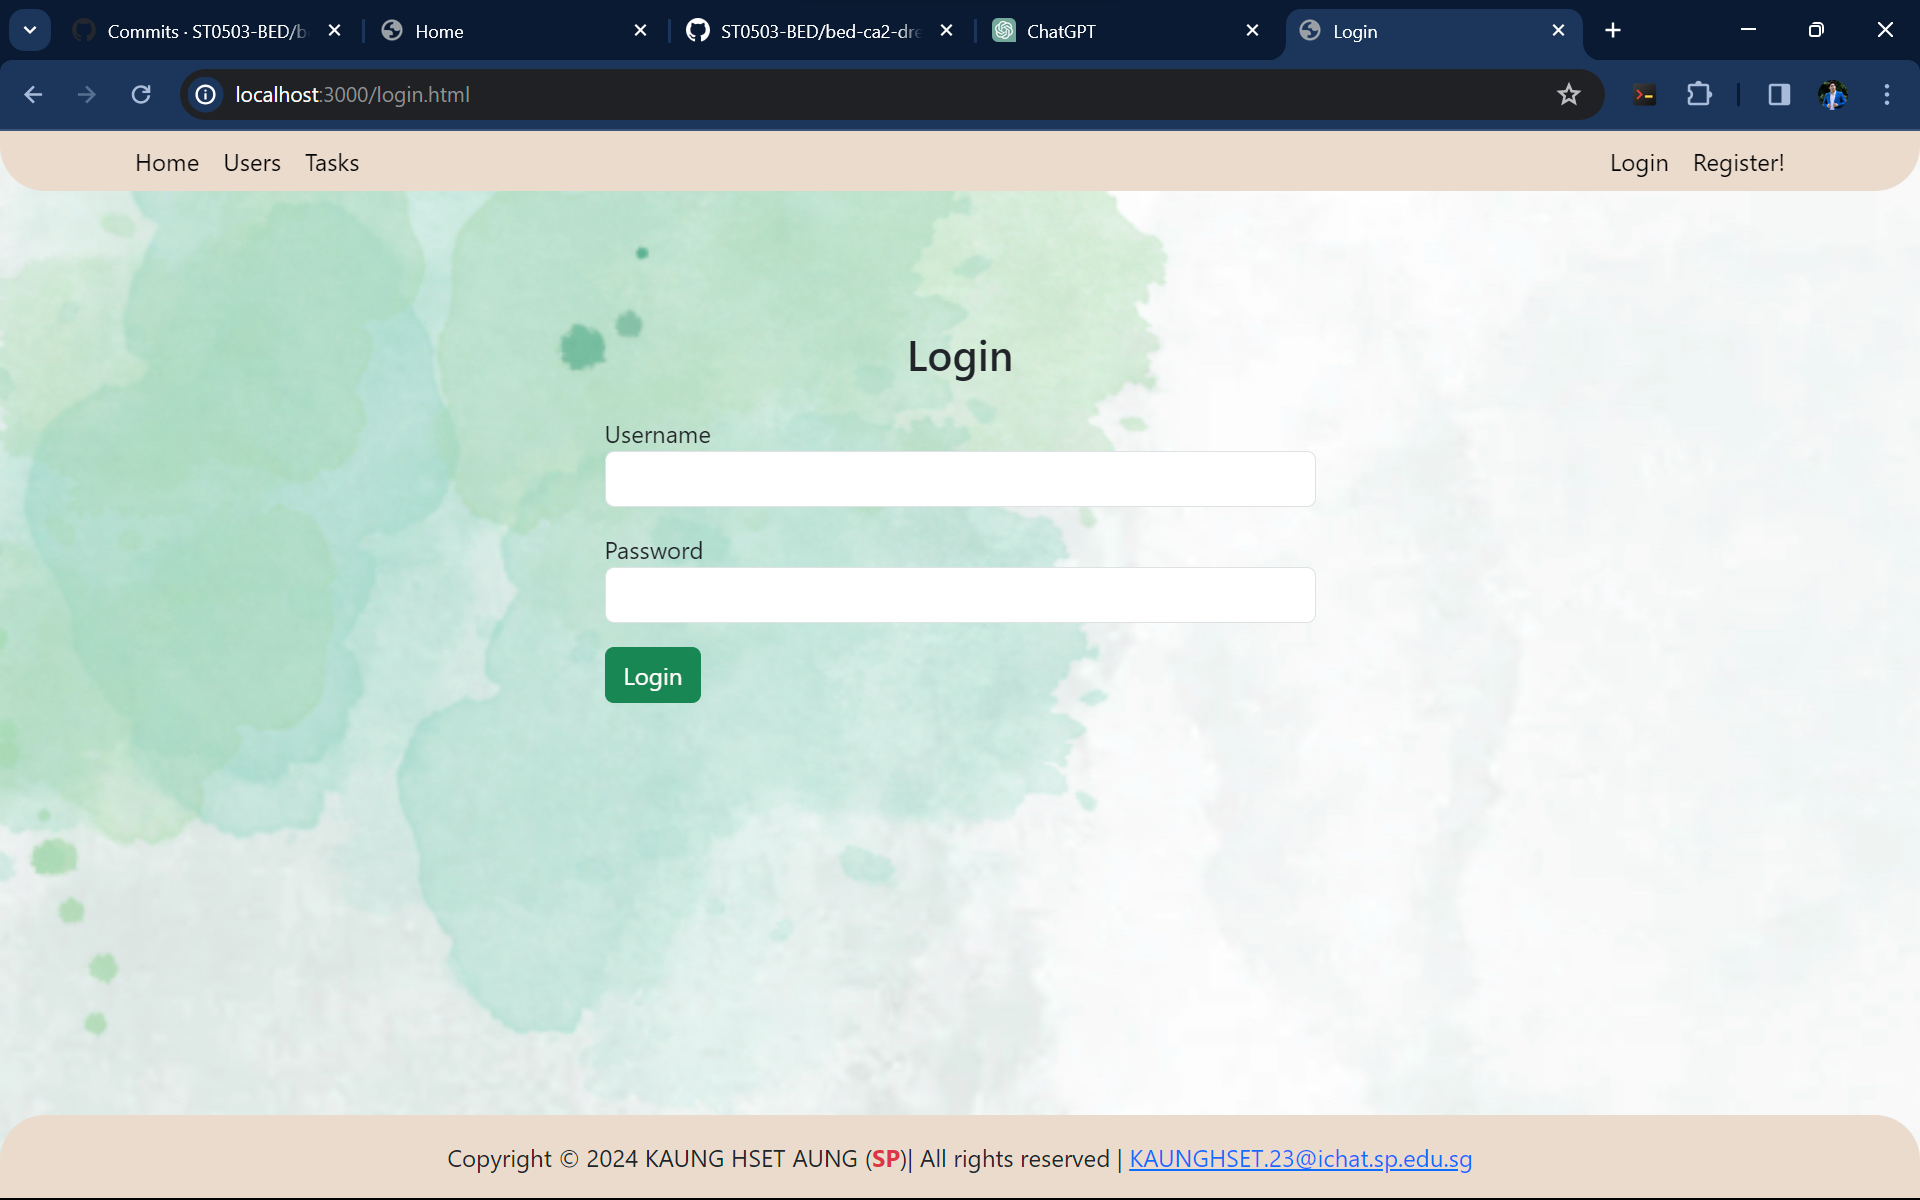 Commits · ST0503-BED/b
Home
ST0503-BED/bed-ca2-dre
ChatGPT
Login
localhost:3000/login.html
Home Users Tasks Login Register!
Login
Username
Password
Login
Copyright © 2024 KAUNG HSET AUNG (SP)| All rights reserved | KAUNGHSET.23@ichat.sp.edu.sg